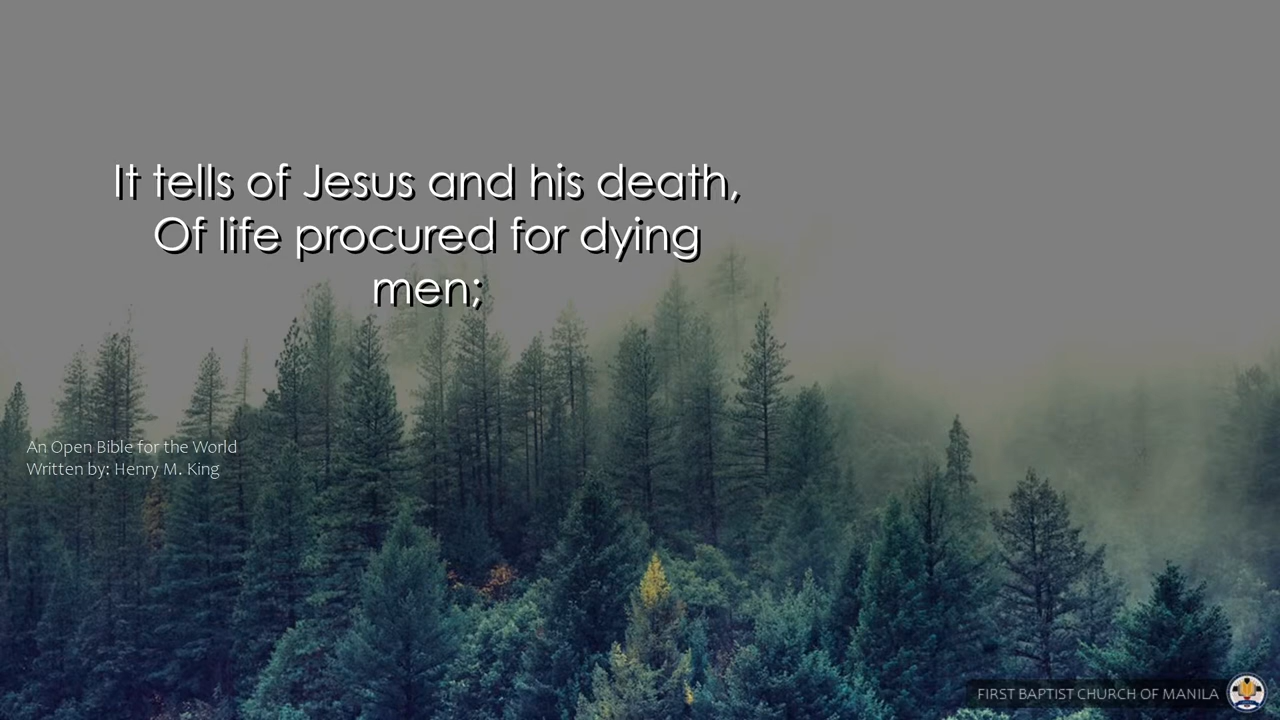 It tells of Jesus and his death,
Of life procured for dying
men;
An Open Bible for the World
Written by: Henry M. King
FIRST BAPTIST CHURCH OF MANILA